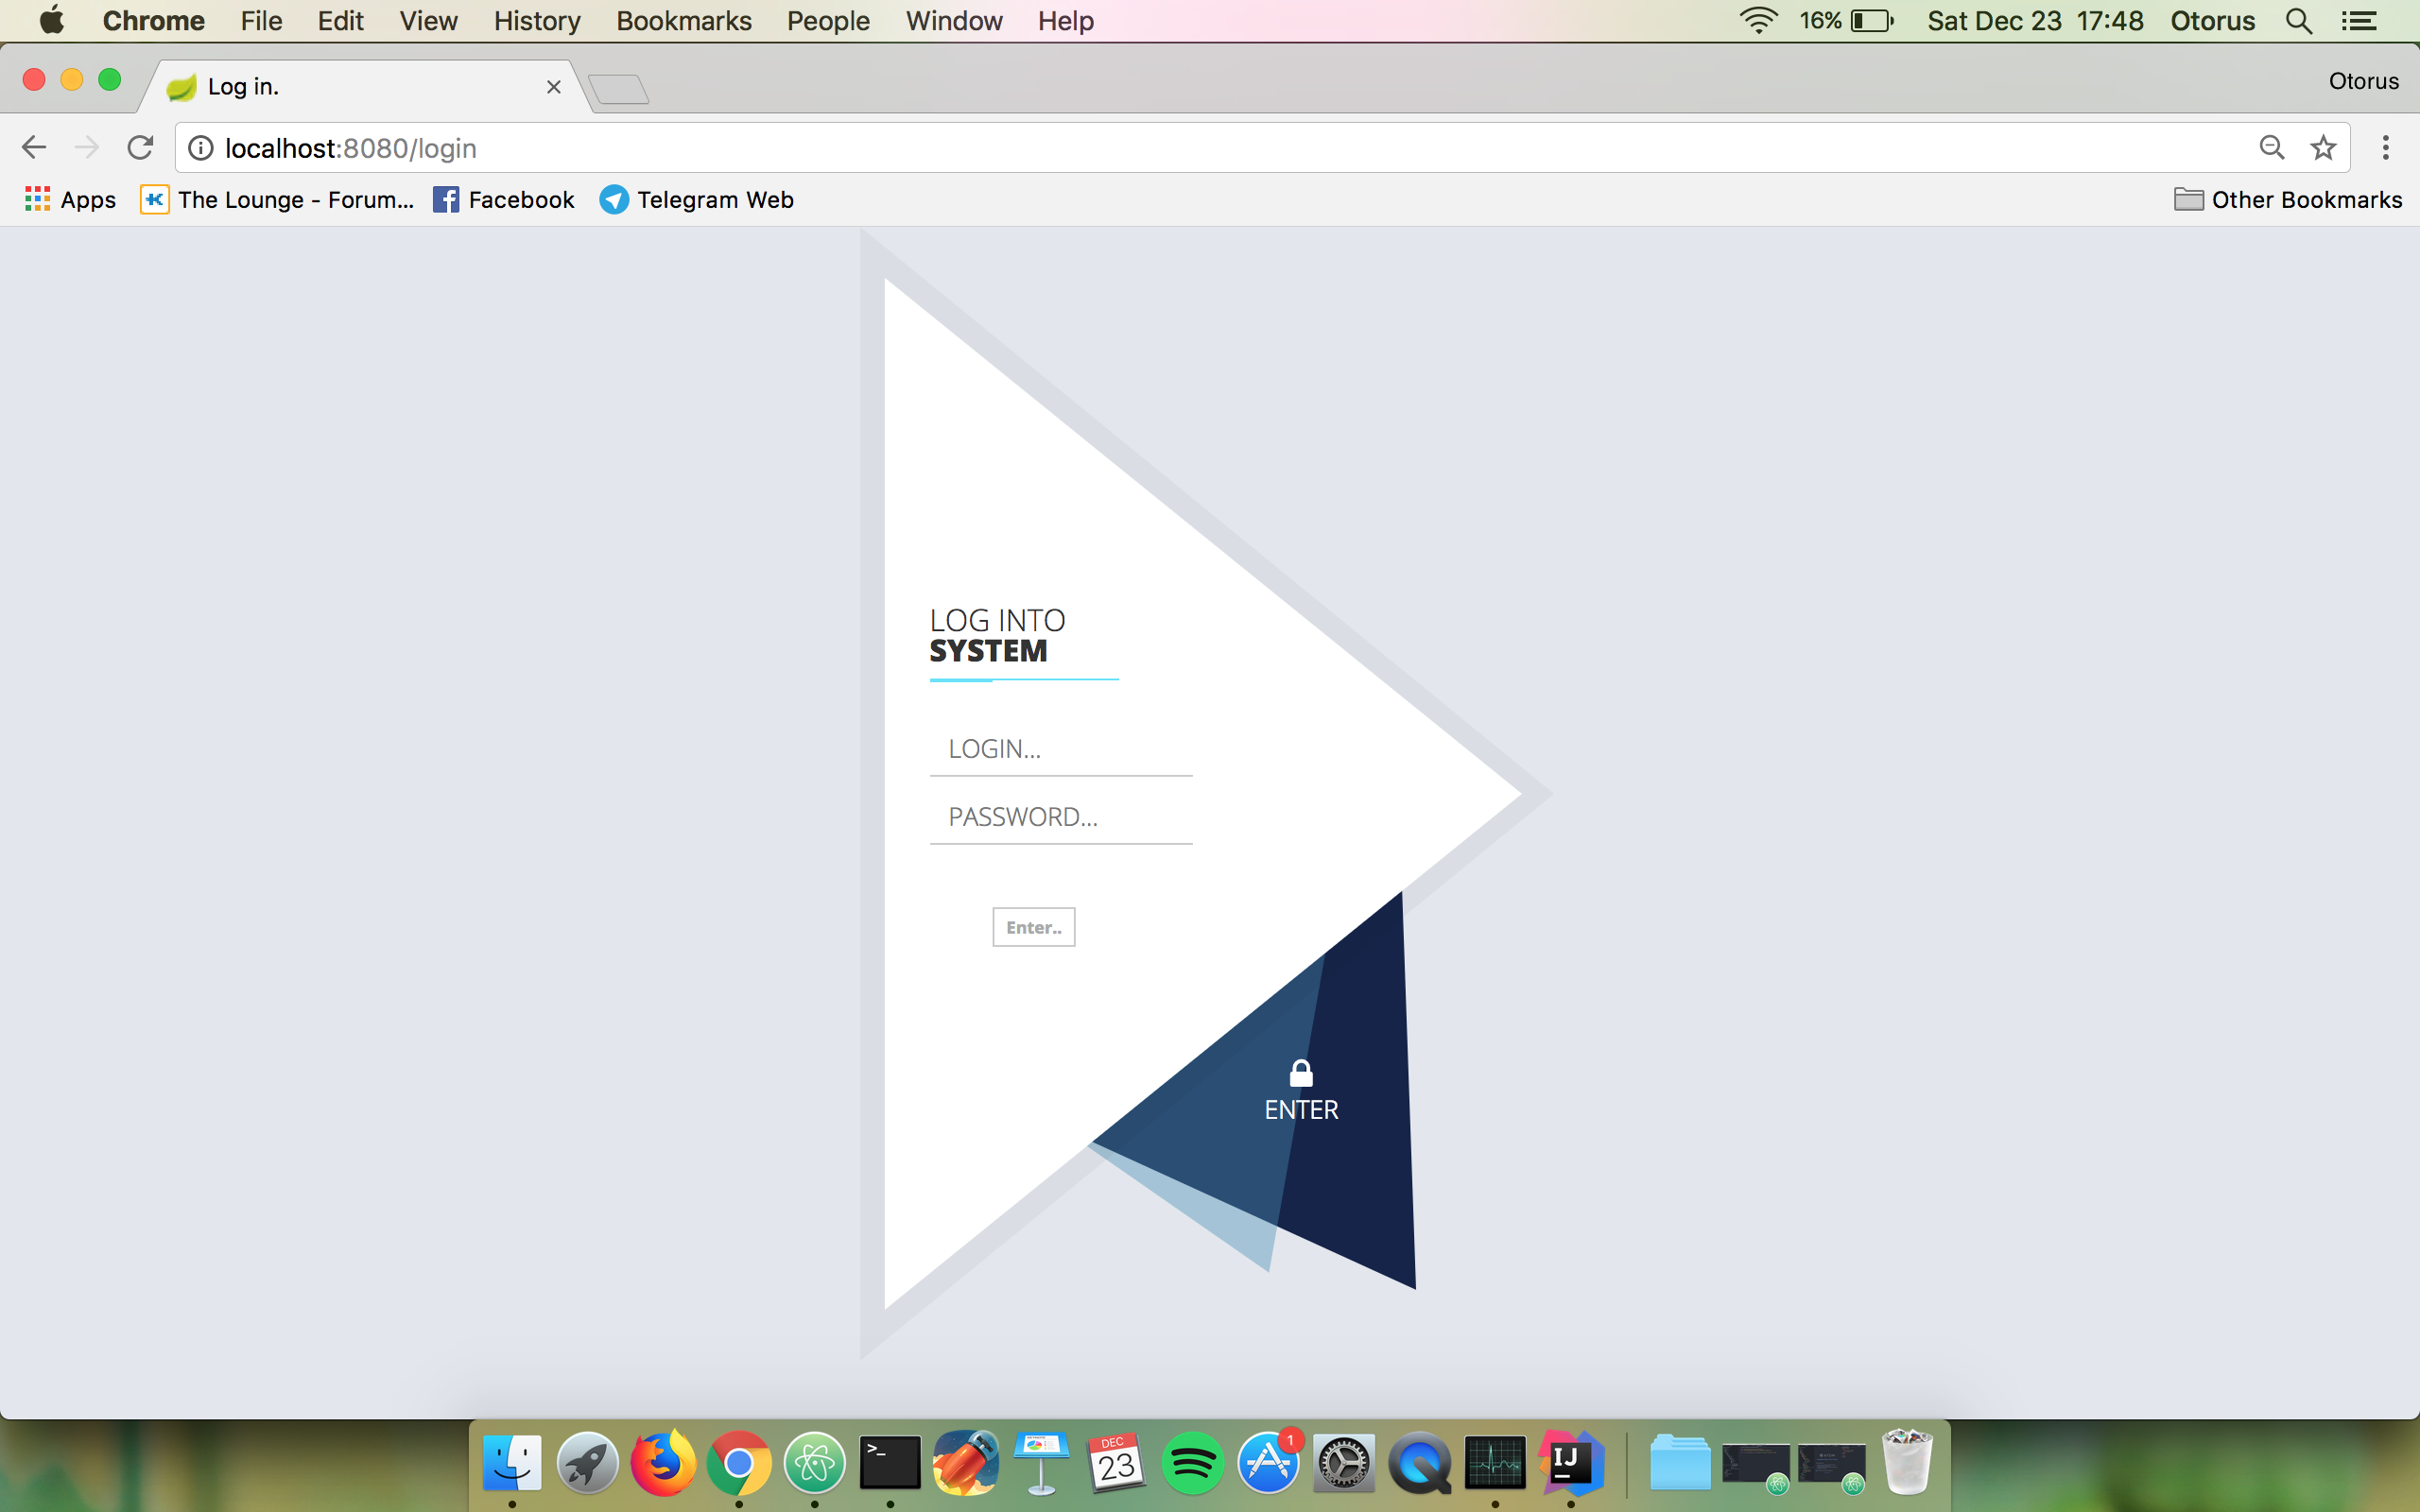 Chrome File Edit View History Bookmarks People Window Help 16% Sat Dec 23 17:48 Otorus
Log in. Otorus
localhost:8080/login
Apps The Lounge - Forum... Facebook Telegram Web Other Bookmarks
LOG INTO
SYSTEM
LOGIN...
PASSWORD...
Enter..
ENTER
1
DEC
23
>_
IJ